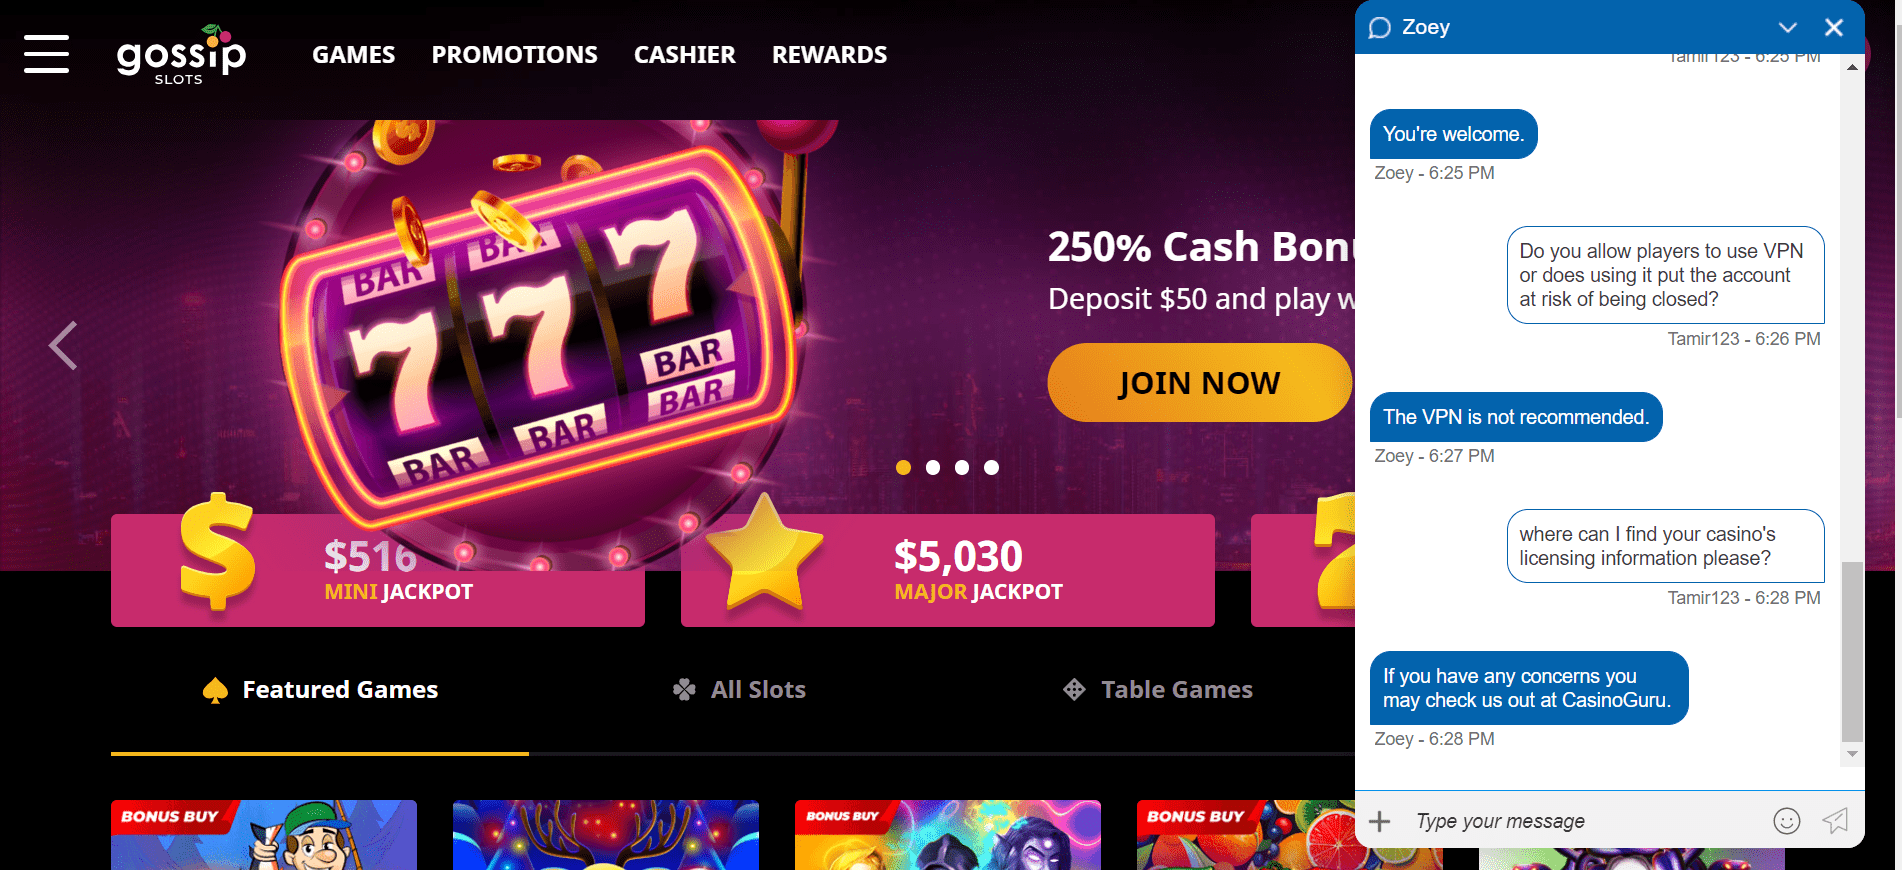 gossip
SLOTS
GAMES
PROMOTIONS
CASHIER
REWARDS
BAR
BAR
777
BAR
BAR
BAR
BAR
250% Cash Bonu
Deposit $50 and play w
JOIN NOW
$516
MINI JACKPOT
$5,030
MAJOR JACKPOT
Featured Games
All Slots
Table Games
BONUS BUY
BONUS BUY
BONUS BUY
Zoey
Tamir123 - 6:25 PM
You're welcome.
Zoey - 6:25 PM
Do you allow players to use VPN
or does using it put the account
at risk of being closed?
Tamir123 - 6:26 PM
The VPN is not recommended.
Zoey - 6:27 PM
where can I find your casino's
licensing information please?
Tamir123 - 6:28 PM
If you have any concerns you
may check us out at CasinoGuru.
Zoey - 6:28 PM
Type your message